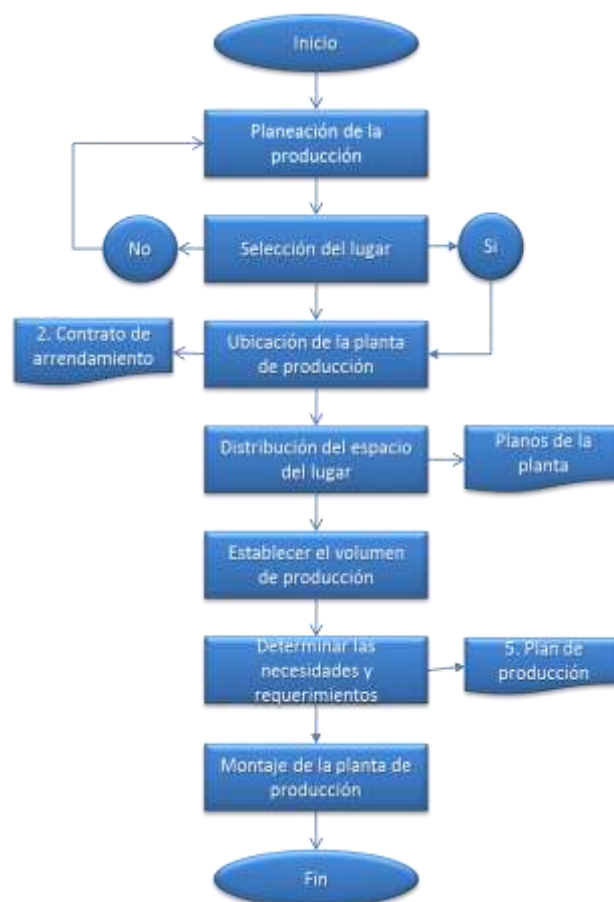 Inicio
Planeación de la
producción
No
Selección del lugar
Si
2. Contrato de
arrendamiento
Ubicación de la planta
de producción
Distribución del espacio
del lugar
Planos de la
planta
Establecer el volumen
de producción
Determinar las
necesidades y
requerimientos
5. Plan de
producción
Montaje de la planta de
producción
Fin